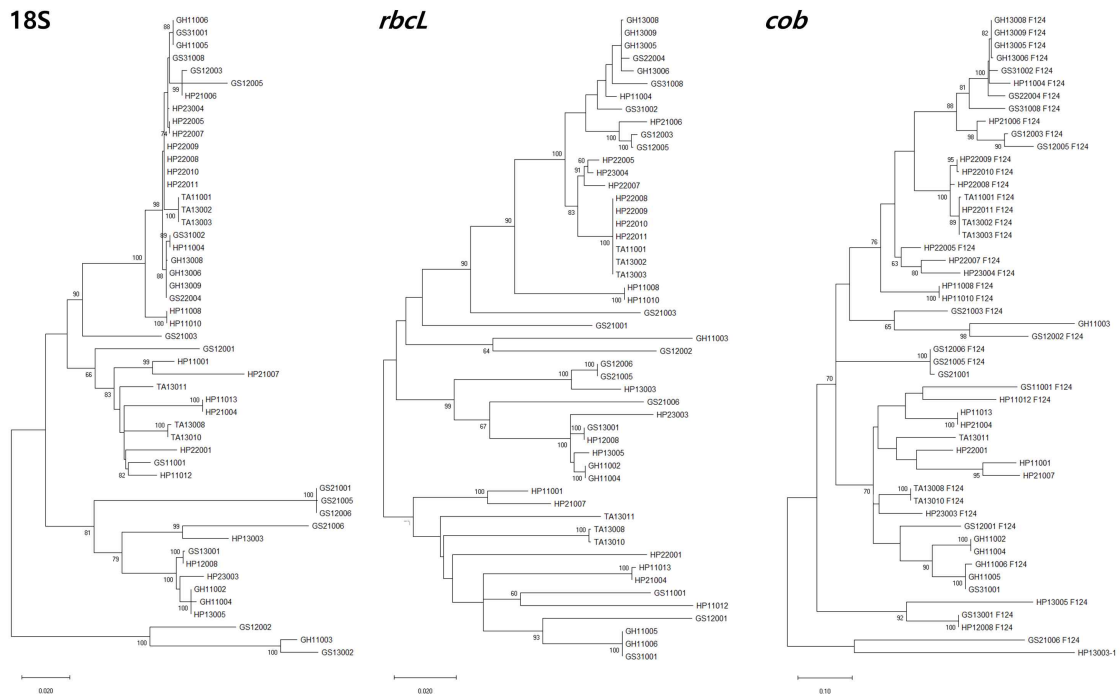 18S
88
GH11006
GS31001
GH11005
GS31008
GS12003
GS12005
99
HP21006
HP23004
HP22005
74
HP22007
HP22009
HP22008
HP22010
HP22011
98
TA11001
TA13002
100
TA13003
89
GS31002
HP11004
100
GH13008
88
GH13006
GH13009
GS22004
90
HP11008
100
HP11010
GS21003
GS12001
66
99
HP11001
HP21007
83
TA13011
100
HP11013
HP21004
100
TA13008
TA13010
HP22001
GS11001
82
HP11012
GS21001
100
GS21005
GS12006
81
GS21006
99
HP13003
79
100
GS13001
HP12008
100
HP23003
GH11002
GH11004
100
HP13005
GS12002
GH11003
100
GS13002
0.020
rbcL
GH13008
GH13009
GH13005
GS22004
GH13006
GS31008
HP11004
GS31002
HP21006
100
GS12003
100
GS12005
100
60
HP22005
91
HP23004
HP22007
83
HP22008
HP22009
HP22010
HP22011
100
TA11001
TA13002
TA13003
90
HP11008
100
HP11010
90
GS21003
GS21001
GH11003
64
GS12002
GS12006
100
GS21005
HP13003
99
GS21006
67
HP23003
GS13001
100
HP12008
100
HP13005
GH11002
100
GH11004
HP11001
100
HP21007
TA13011
TA13008
100
TA13010
HP22001
HP11013
100
HP21004
100
GS11001
60
HP11012
GS12001
93
GH11005
GH11006
100
GS31001
0.020
cob
GH13008 F124
82
GH13009 F124
GH13005 F124
GH13006 F124
GS31002 F124
100
HP11004 F124
81
GS22004 F124
88
GS31008 F124
HP21006 F124
98
GS12003 F124
90
GS12005 F124
95
HP22009 F124
HP22010 F124
HP22008 F124
100
TA11001 F124
HP22011 F124
89
TA13002 F124
TA13003 F124
76
HP22005 F124
63
HP22007 F124
80
HP23004 F124
HP11008 F124
100
HP11010 F124
GS21003 F124
65
GH11003
98
GS12002 F124
GS12006 F124
100
GS21005 F124
GS21001
70
GS11001 F124
HP11012 F124
HP11013
100
HP21004
TA13011
HP22001
HP11001
95
HP21007
70
100
TA13008 F124
TA13010 F124
HP23003 F124
GS12001 F124
100
GH11002
GH11004
90
GH11006 F124
GH11005
100
GS31001
HP13005 F124
92
GS13001 F124
100
HP12008 F124
GS21006 F124
HP13003-1
0.10